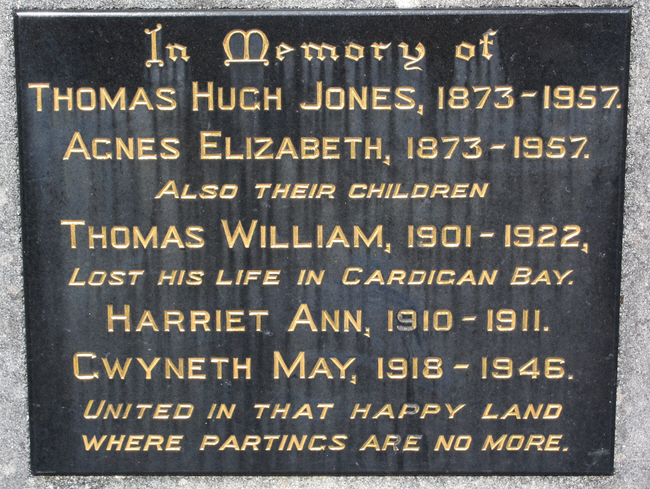 In Memory of
THOMAS HUGH JONES, 1873-1957.
AGNES ELIZABETH, 1873-1957.
ALSO THEIR CHILDREN
THOMAS WILLIAM, 1901-1922,
LOST HIS LIFE IN CARDIGAN BAY.
HARRIET ANN, 1910-1911.
GWYNETH MAY, 1918-1946.
UNITED IN THAT HAPPY LAND
WHERE PARTINGS ARE NO MORE.